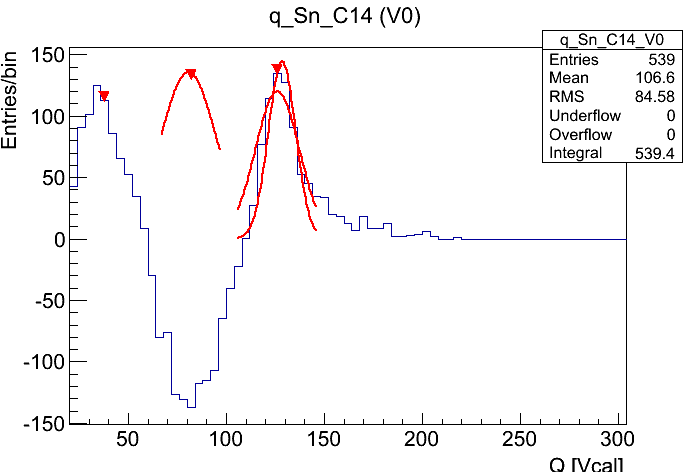 q_Sn_C14 (V0)
q_Sn_C14_V0
Entries 539
Mean 106.6
RMS 84.58
Underflow 0
Overflow 0
Integral 539.4
Entries/bin
150
100
50
0
-50
-100
-150
50 100 150 200 250 300
Q [Vcal]